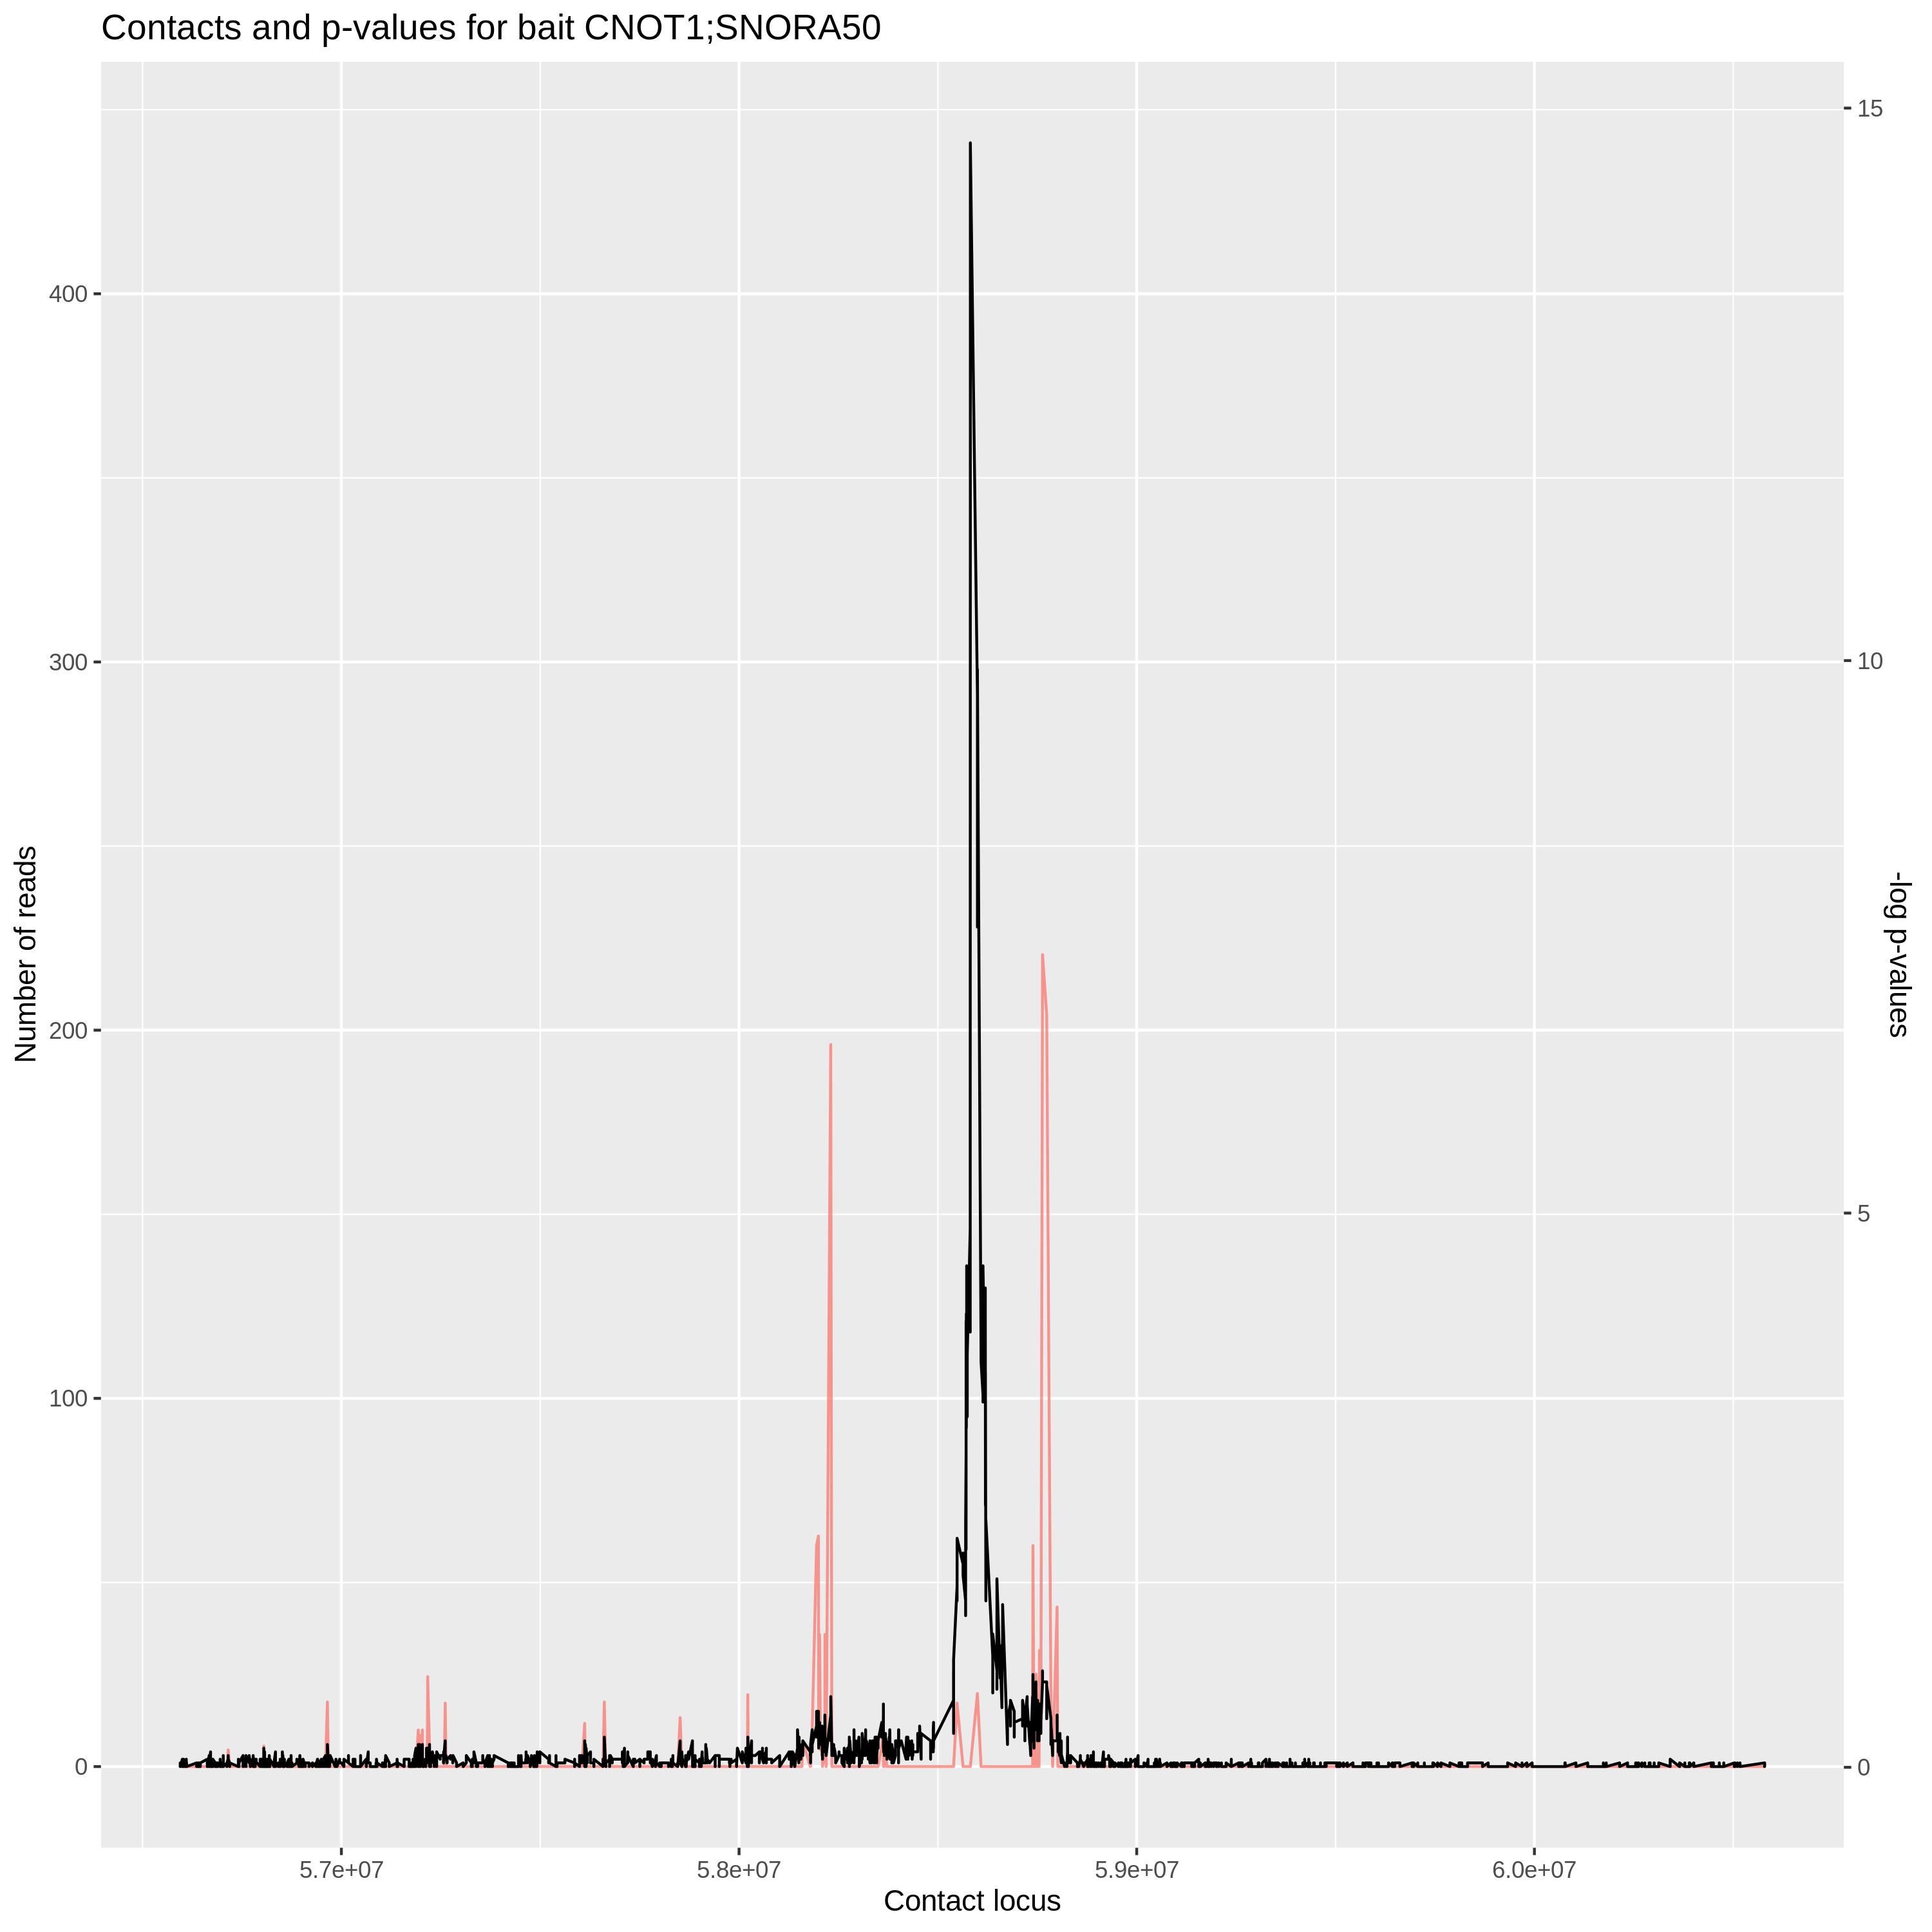 Contacts and p-values for bait CNOT1;SNORA50
Number of reads
400
300
200
100
0
15
10
5
0
-log p-values
5.7e+07
5.8e+07
5.9e+07
6.0e+07
Contact locus